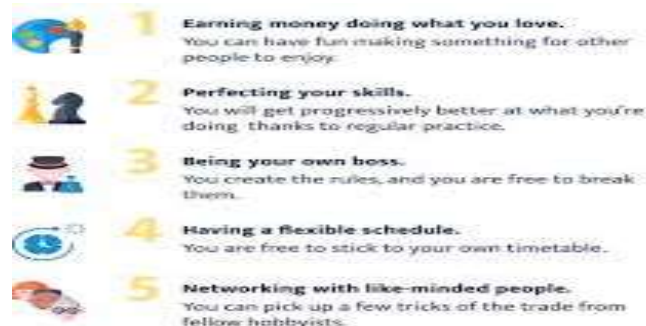 1 Earning money doing what you love.
You can have fun making something for other
people to enjoy.
2 Perfecting your skills.
You will get progressively better at what you're
doing thanks to regular practice.
3 Being your own boss.
You create the rules, and you are free to break
them.
4 Having a flexible schedule.
You are free to stick to your own timetable.
5 Networking with like-minded people.
You can pick up a few tricks of the trade from
fellow hobbyists.